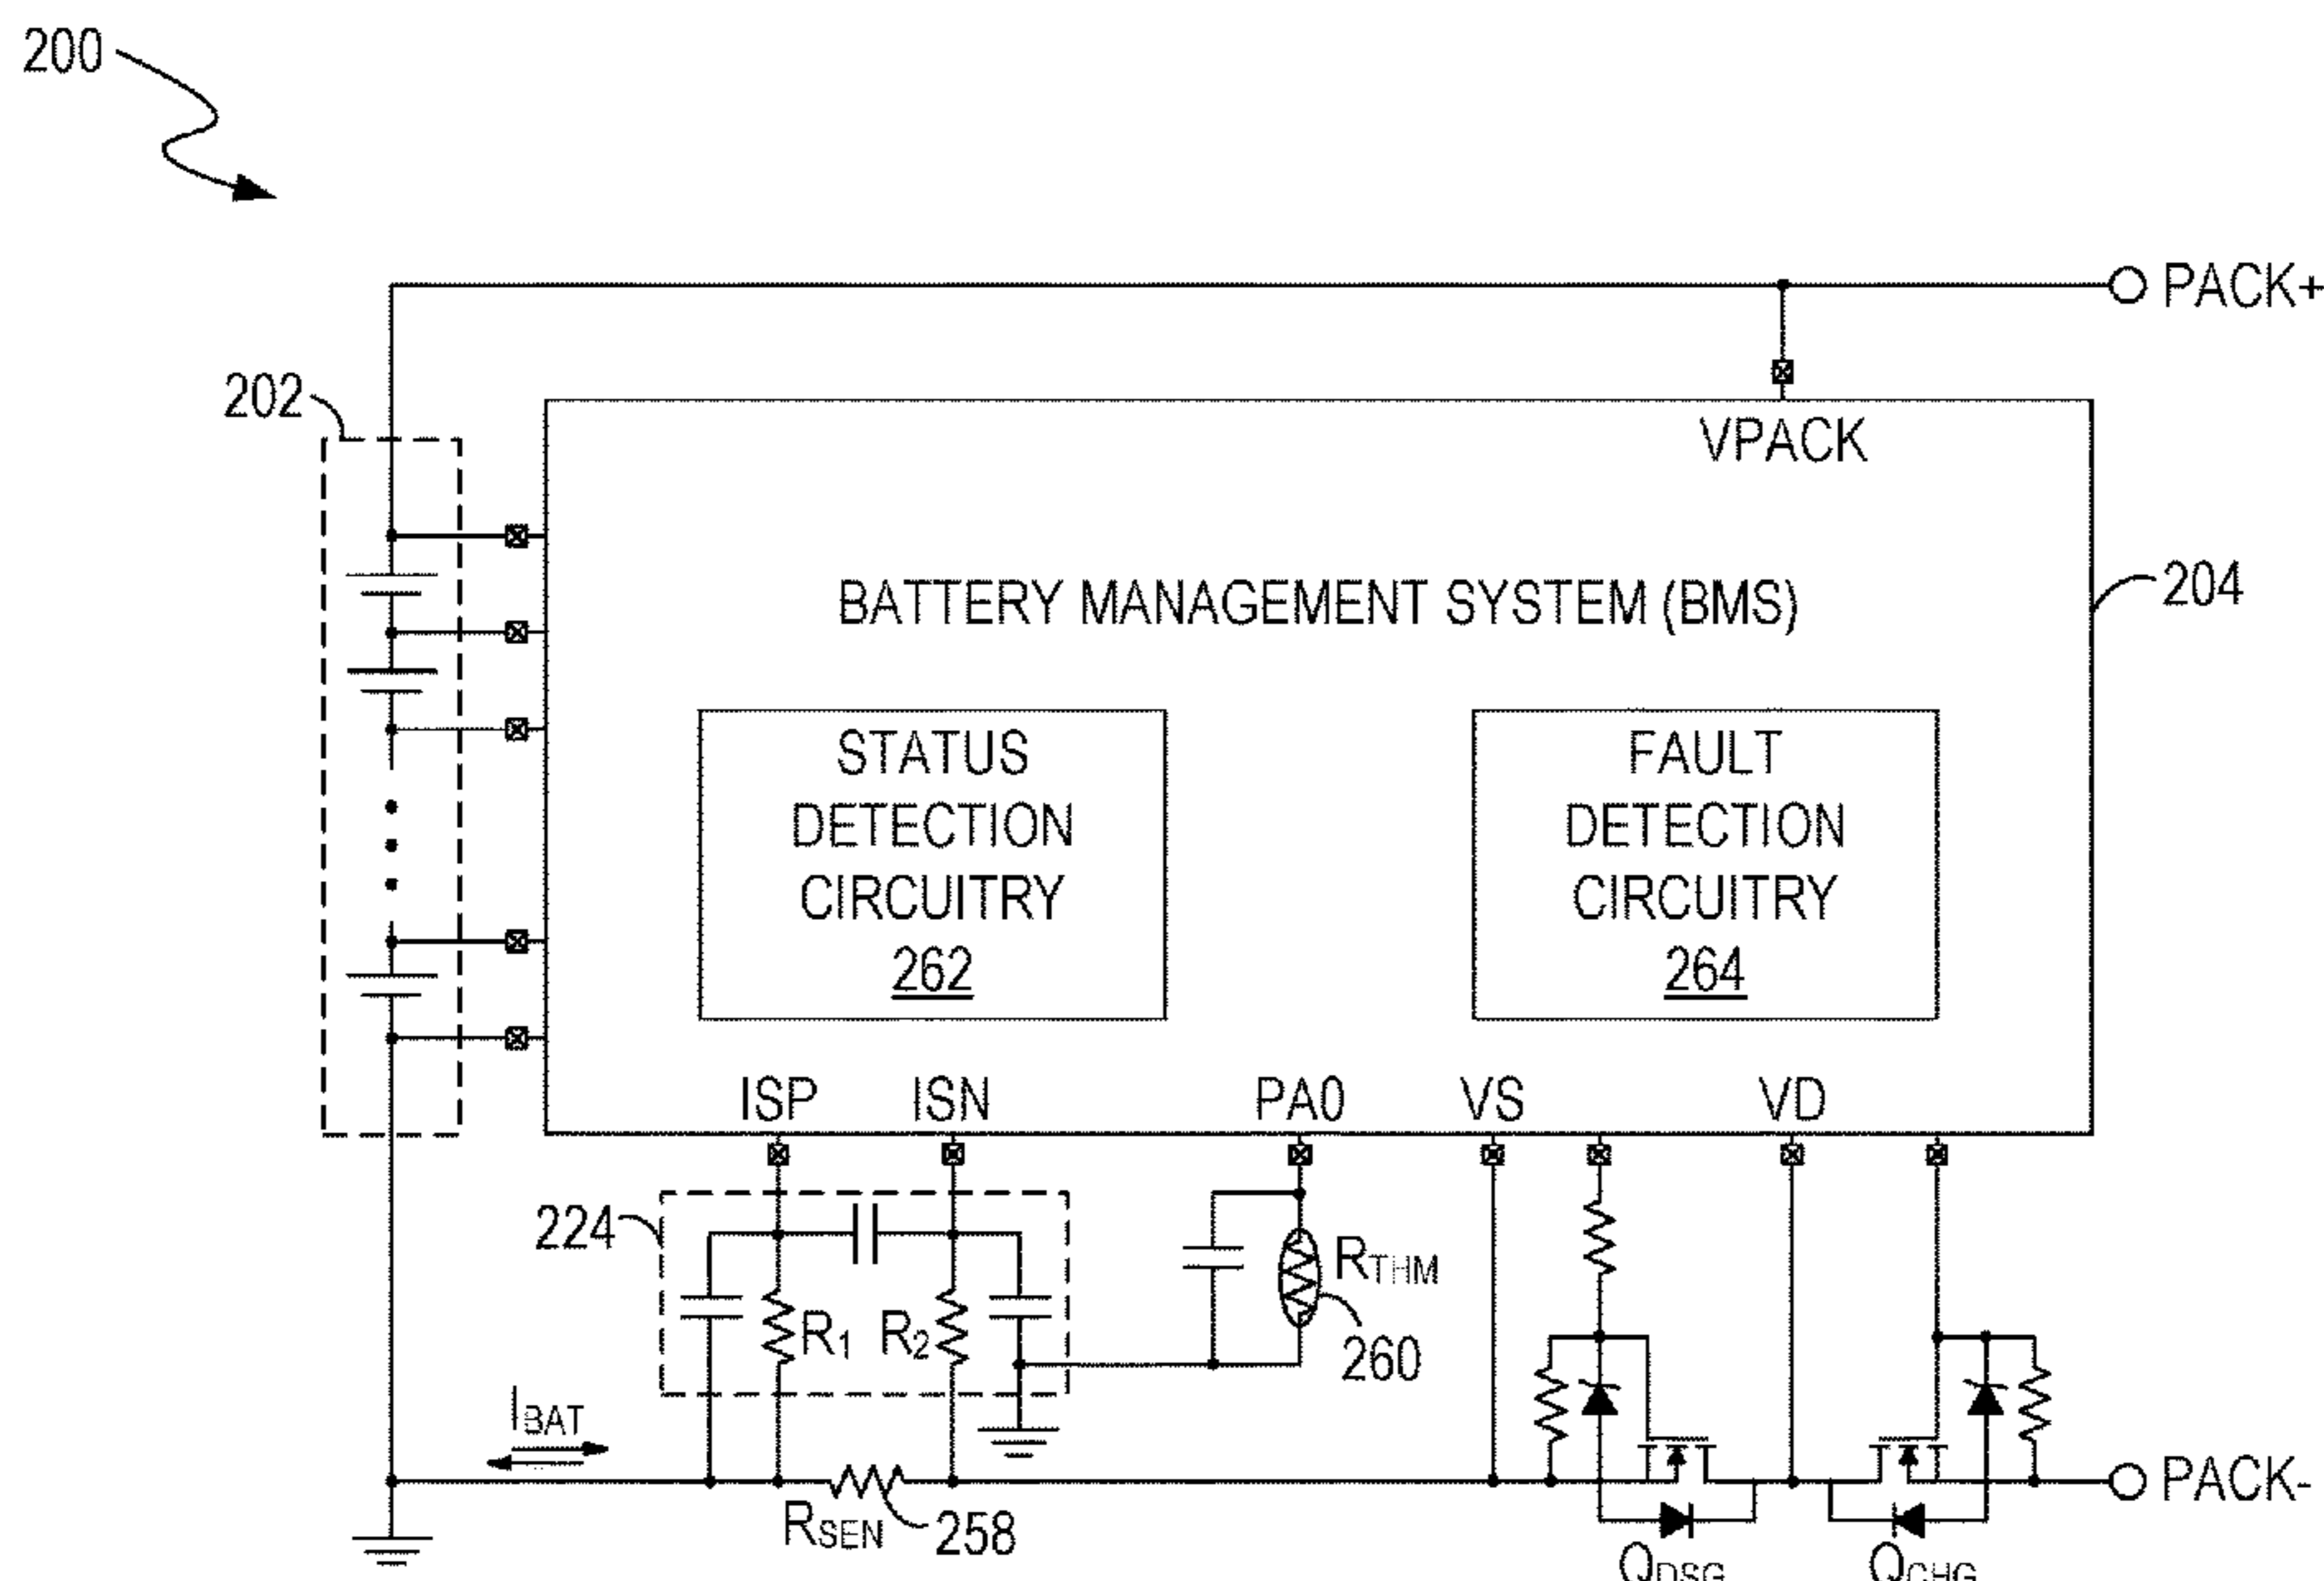 200
PACK+
202
VPACK
BATTERY MANAGEMENT SYSTEM (BMS)
204
STATUS
DETECTION
CIRCUITRY
262
FAULT
DETECTION
CIRCUITRY
264
ISP ISN PA0 VS VD
224
R1 R2
RTHM
260
IBAT
RSEN 258
PACK-
QDSG QCHG